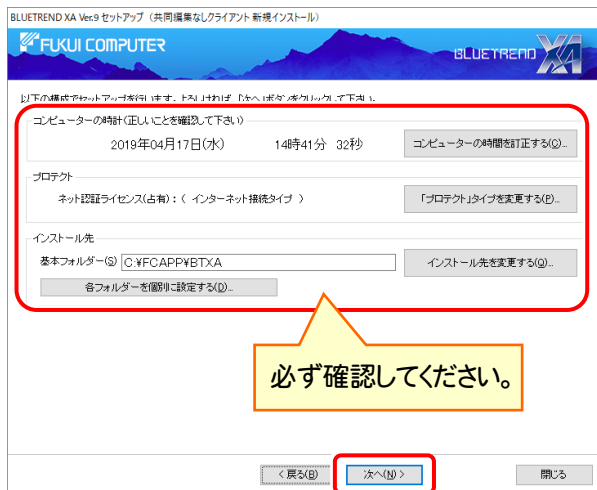 BLUETREND XA Ver.9 セットアップ（共同編集なしクライアント 新規インストール）
FUKUI COMPUTER
BLUETREND XA
以下の構成でセットアップを行います。よろしければ、「次へ」ボタンをクリックして下さい。
コンピューターの時計(正しいことを確認して下さい)
2019年04月17日(水) 14時41分 32秒 コンピューターの時間を訂正する(C)...
プロテクト
ネット認証ライセンス(占有)：( インターネット接続タイプ ) 「プロテクト」タイプを変更する(P)...
インストール先
基本フォルダー(S) C:¥FCAPP¥BTXA インストール先を変更する(O)...
各フォルダーを個別に設定する(D)...
必ず確認してください。
< 戻る(B) 次へ(N) > 閉じる